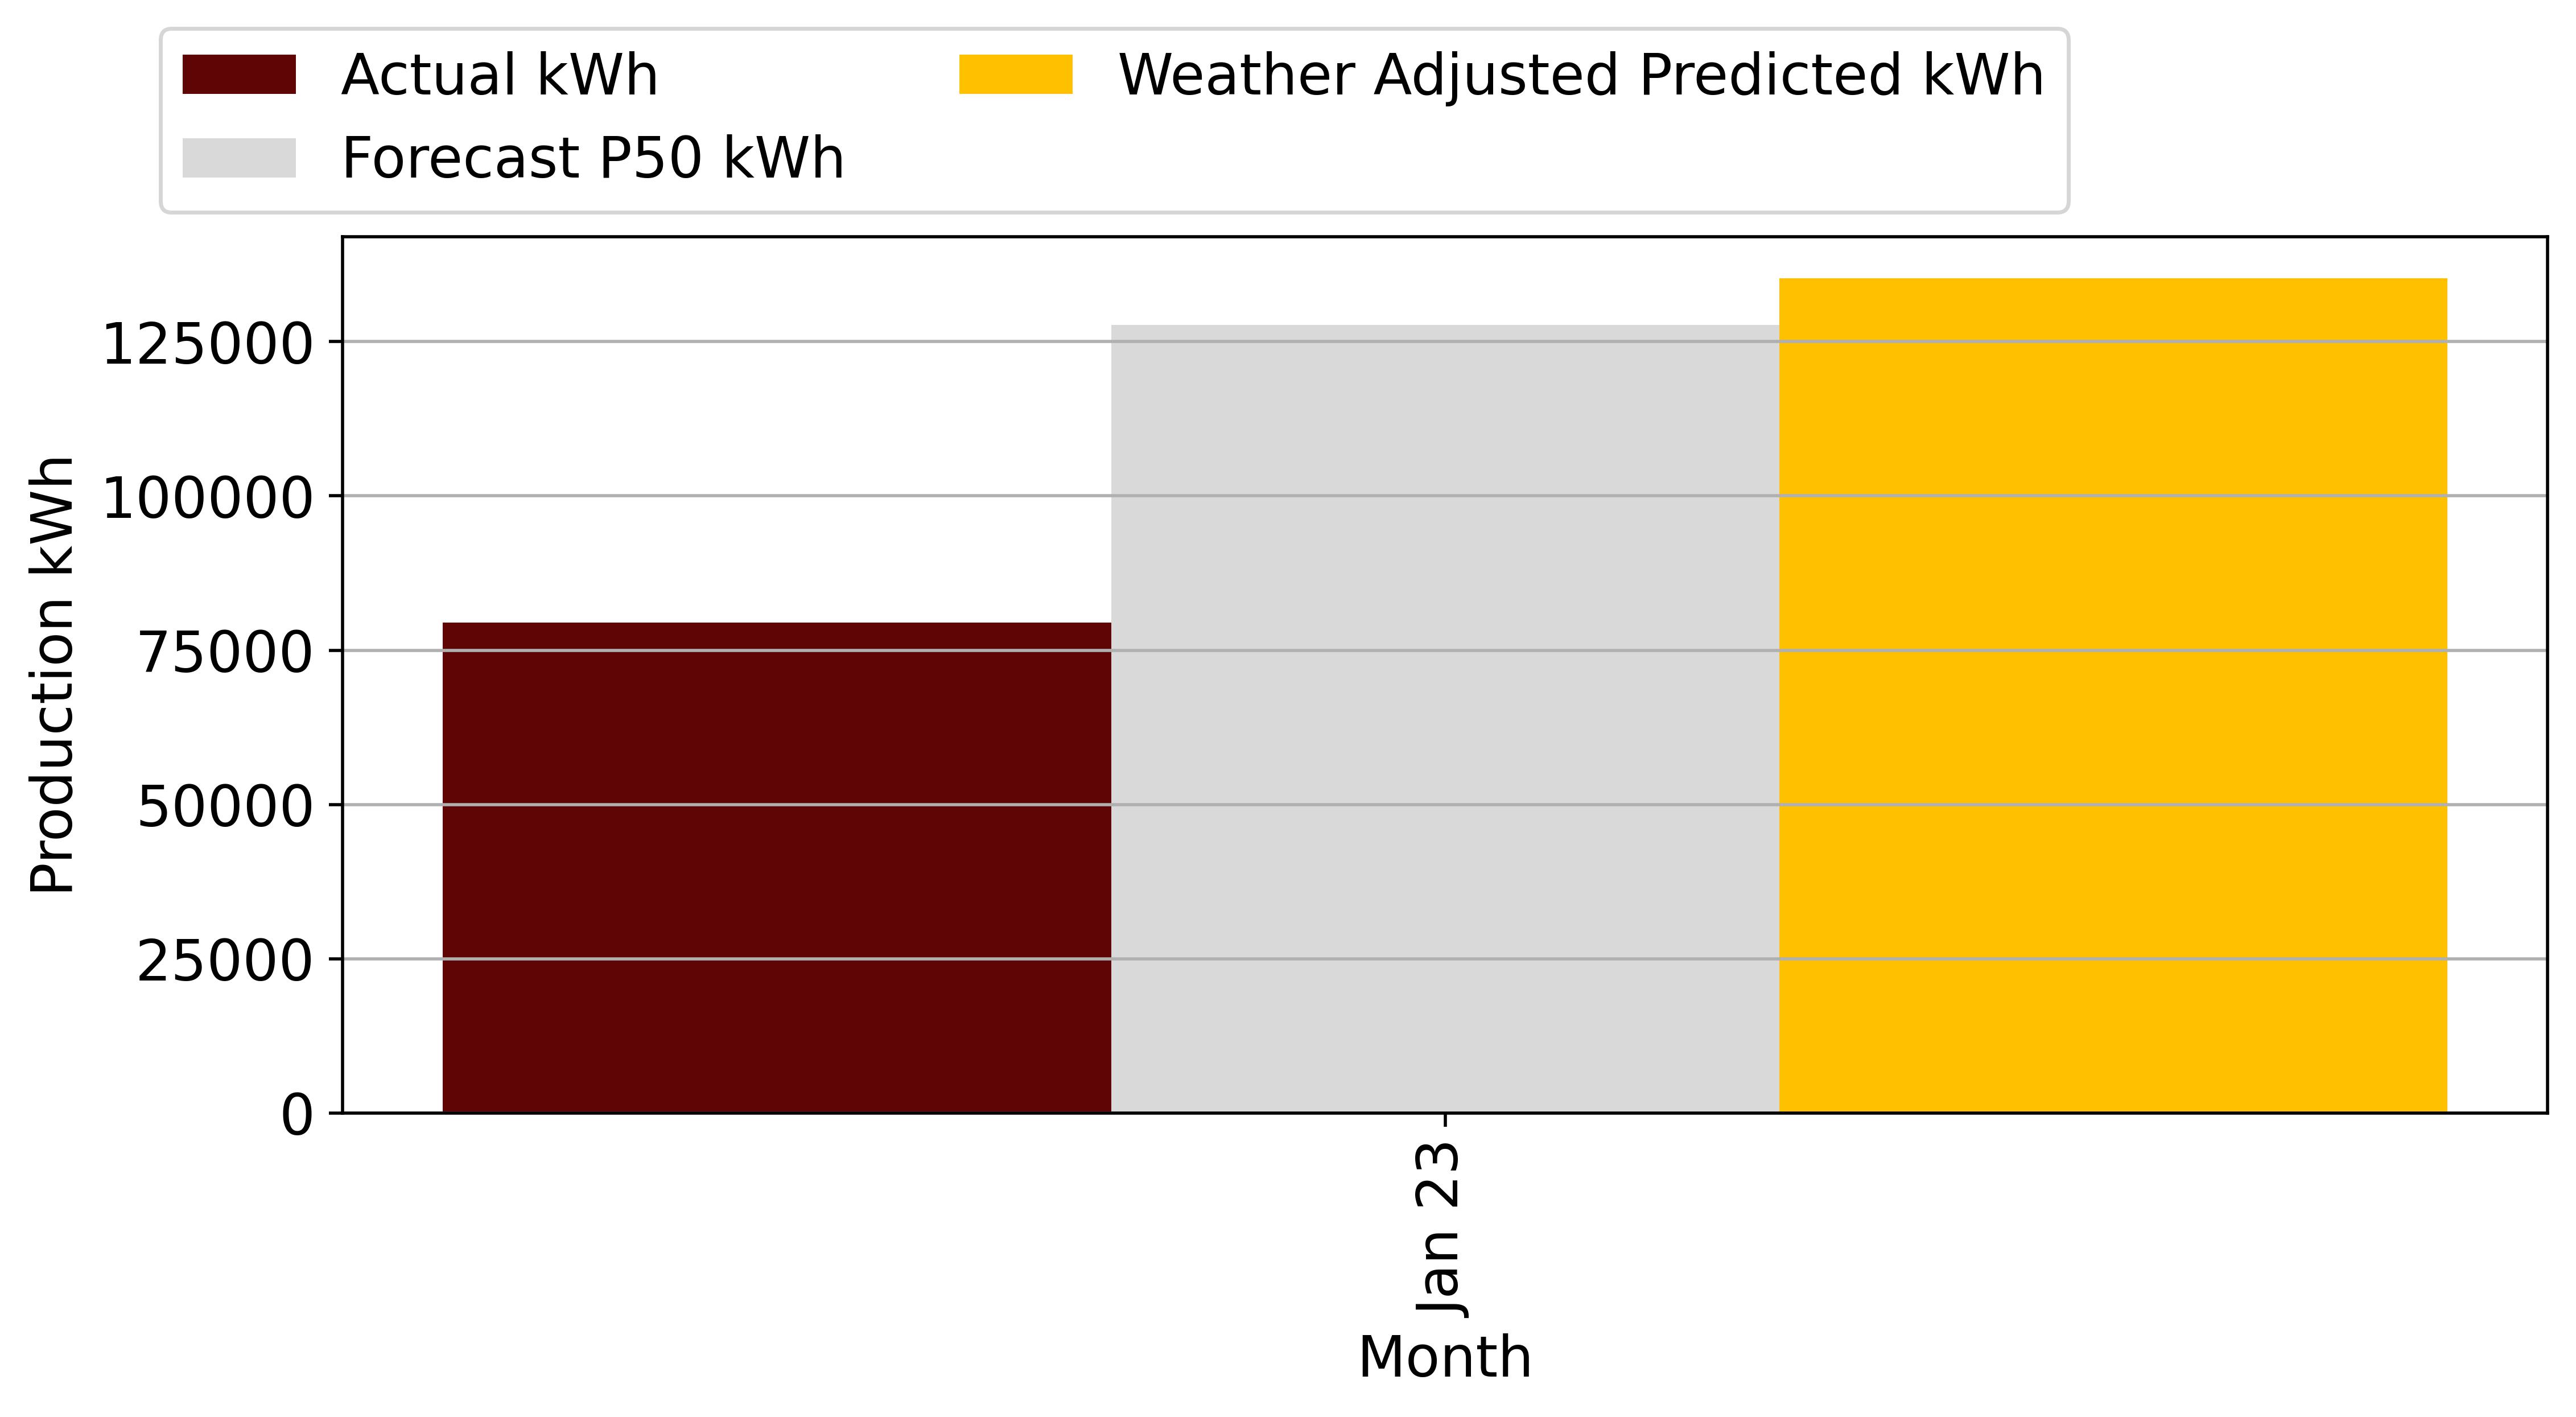 Actual kWh
Forecast P50 kWh
Weather Adjusted Predicted kWh
Production kWh
125000
100000
75000
50000
25000
0
Jan 23
Month